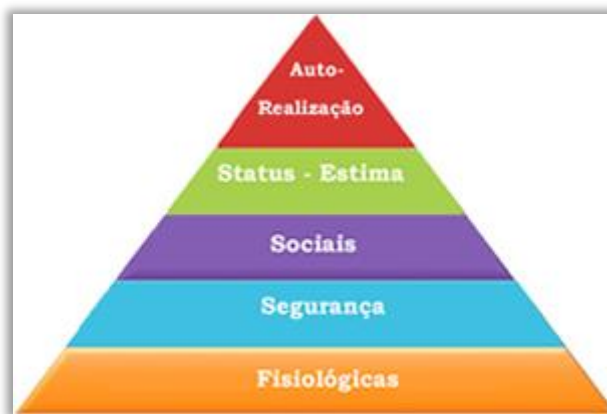 Auto-
Realização
Status - Estima
Sociais
Segurança
Fisiológicas